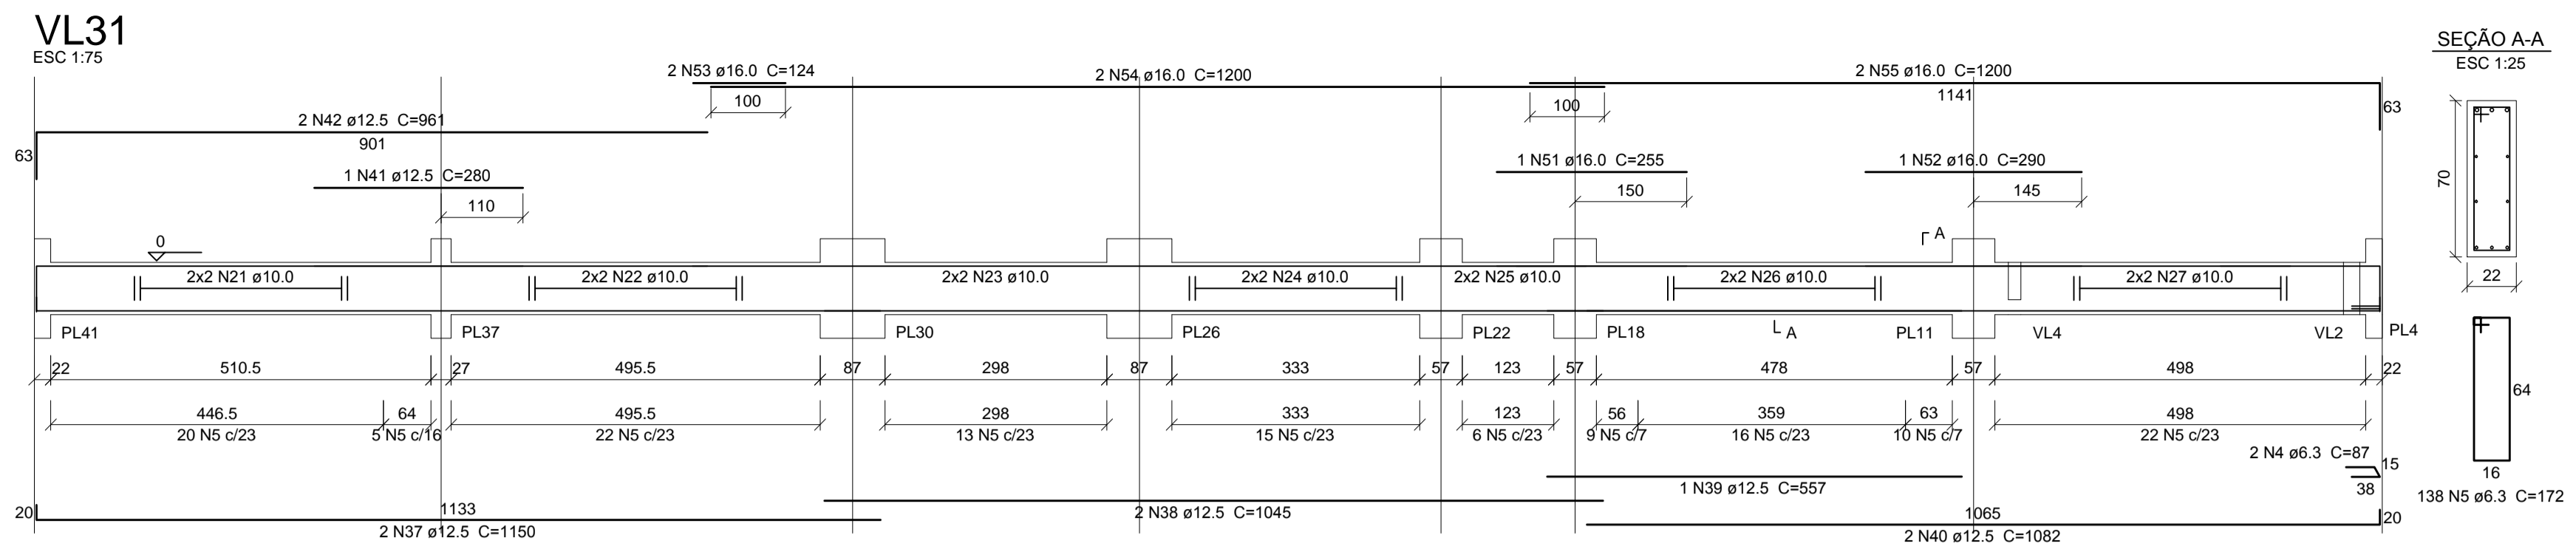 VL31
ESC 1:75
SEÇÃO A-A
ESC 1:25
2 N53 ø16.0 C=124
2 N54 ø16.0 C=1200
2 N55 ø16.0 C=1200
100
100
1141
63
2 N42 ø12.5 C=961
901
63
1 N41 ø12.5 C=280
110
1 N51 ø16.0 C=255
150
1 N52 ø16.0 C=290
145
70
22
0
A
2x2 N21 ø10.0
2x2 N22 ø10.0
2x2 N23 ø10.0
2x2 N24 ø10.0
2x2 N25 ø10.0
2x2 N26 ø10.0
2x2 N27 ø10.0
PL41
PL37
PL30
PL26
PL22
PL18
A
PL11
VL4
VL2
PL4
22
510.5
27
495.5
87
298
87
333
57
123
57
478
57
498
22
446.5
64
495.5
298
333
123
56
359
63
498
20 N5 c/23
5 N5 c/16
22 N5 c/23
13 N5 c/23
15 N5 c/23
6 N5 c/23
9 N5 c/7
16 N5 c/23
10 N5 c/7
22 N5 c/23
2 N4 ø6.3 C=87
15
38
1 N39 ø12.5 C=557
20
1133
2 N37 ø12.5 C=1150
2 N38 ø12.5 C=1045
1065
20
2 N40 ø12.5 C=1082
64
16
138 N5 ø6.3 C=172